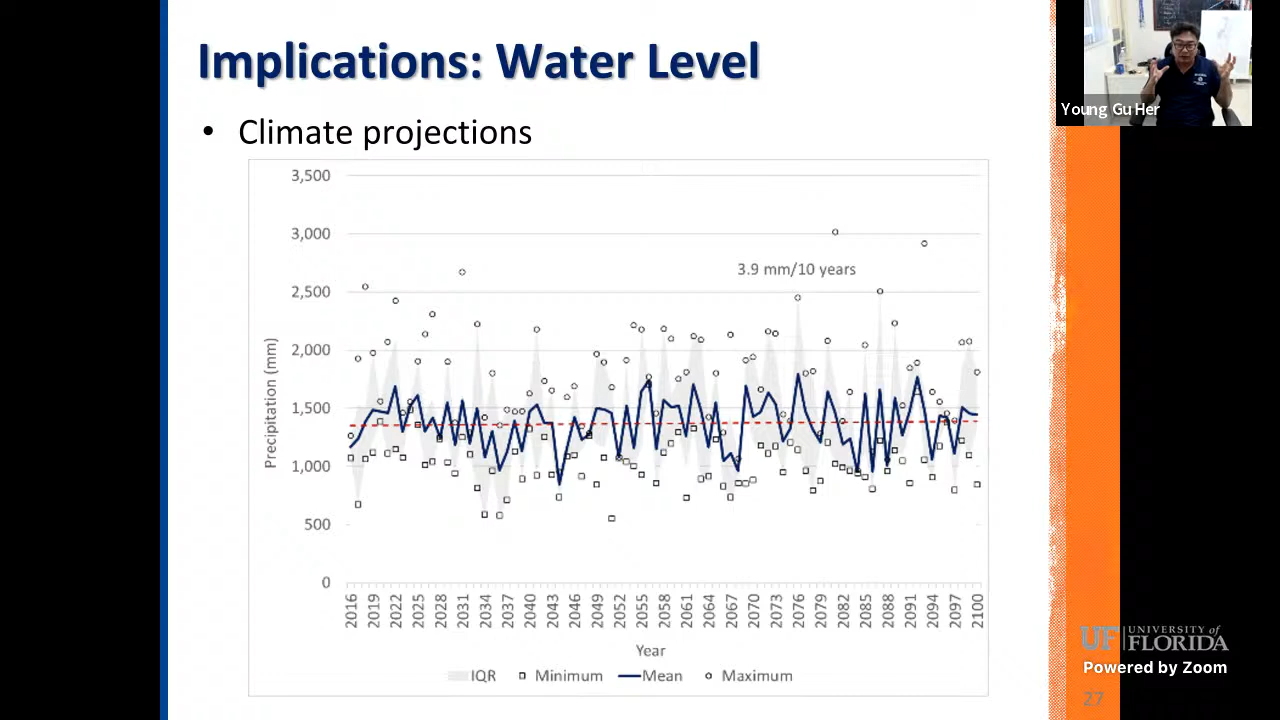 Implications: Water Level
Young Gu Her
• Climate projections
3,500
3,000
2,500
2,000
1,500
1,000
500
0
Precipitation (mm)
3.9 mm/10 years
2016 2019 2022 2025 2028 2031 2034 2037 2040 2043 2046 2049 2052 2055 2058 2061 2064 2067 2070 2073 2076 2079 2082 2085 2088 2091 2094 2097 2100
Year
IQR Minimum Mean Maximum
UF UNIVERSITY of
FLORIDA
Powered by Zoom
27